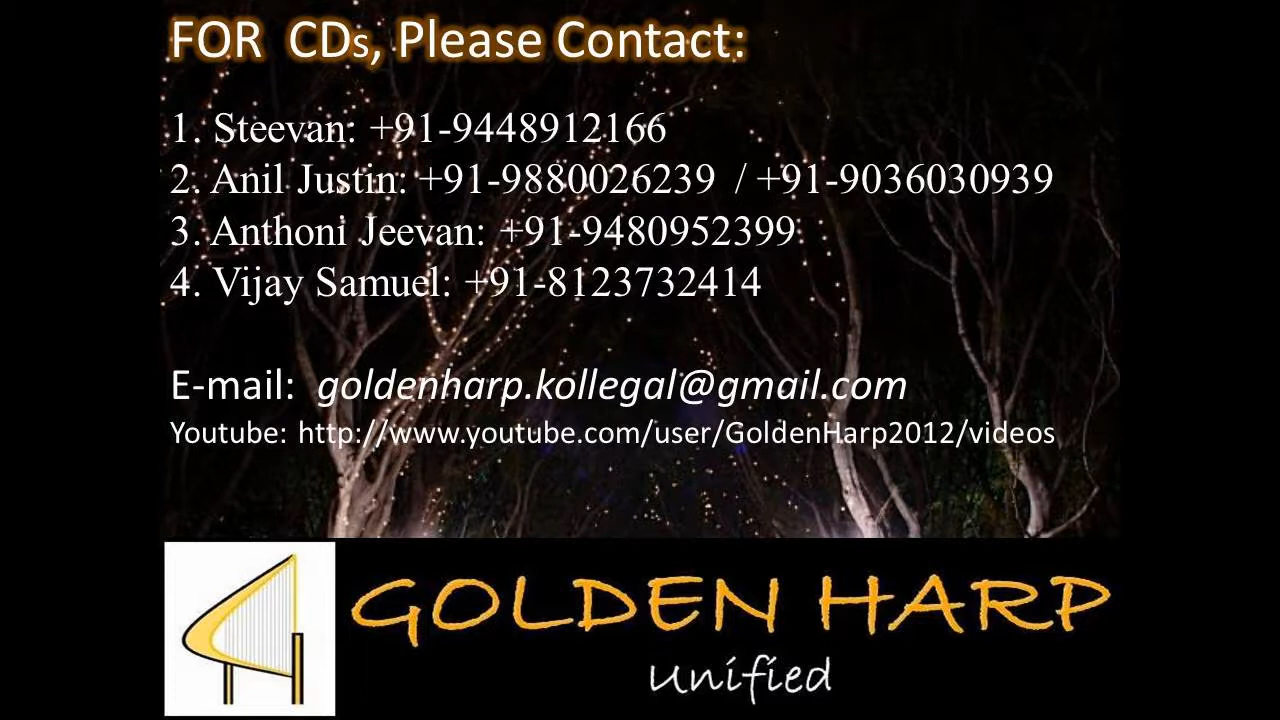 FOR CDs, Please Contact:
1. Steevan: +91-9448912166
2. Anil Justin: +91-9880026239 / +91-9036030939
3. Anthoni Jeevan: +91-9480952399
4. Vijay Samuel: +91-8123732414
E-mail: goldenharp.kollegal@gmail.com
Youtube: http://www.youtube.com/user/GoldenHarp2012/videos
GOLDEN HARP
Unified